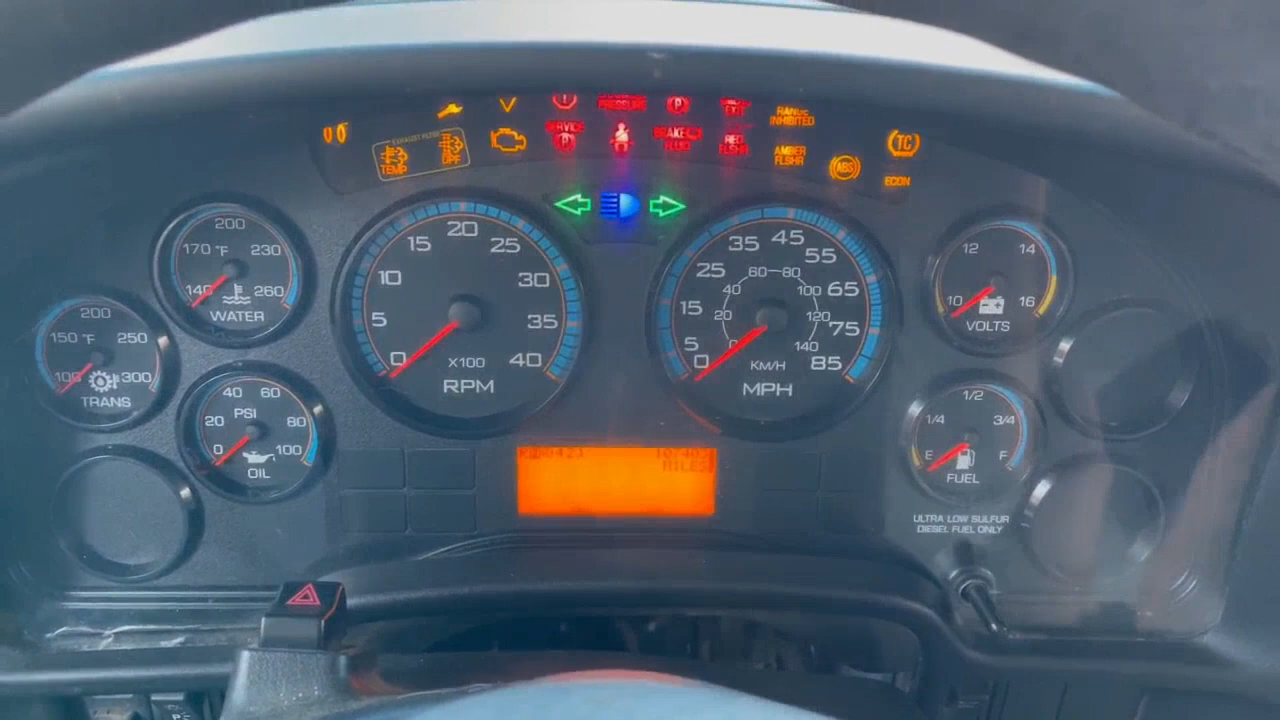 PRESSURE
P
EXIT
INHIBITED
EXHAUST FILTER
TEMP
DPF
SERVICE
P
BRAKE
FLUID
RED
FLSHR
AMBER
FLSHR
ABS
TC
ECON
200
170 °F 230
140 260
WATER
200
150 °F 250
100 300
TRANS
40 60
PSI
20 80
0 100
OIL
20
15 25
10 30
5 35
0 40
X100
RPM
45
35 55
25 65
15 75
5
0 85
60 80
40 100
20 120
0 140
KM/H
MPH
12 14
10 16
VOLTS
1/2
1/4 3/4
E F
FUEL
ULTRA LOW SULFUR
DIESEL FUEL ONLY
MILES
P